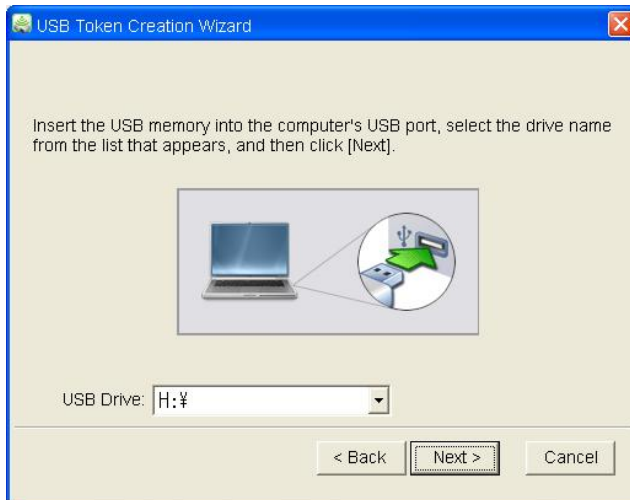 USB Token Creation Wizard
Insert the USB memory into the computer's USB port, select the drive name
from the list that appears, and then click [Next].
USB Drive: H:¥
< Back Next > Cancel